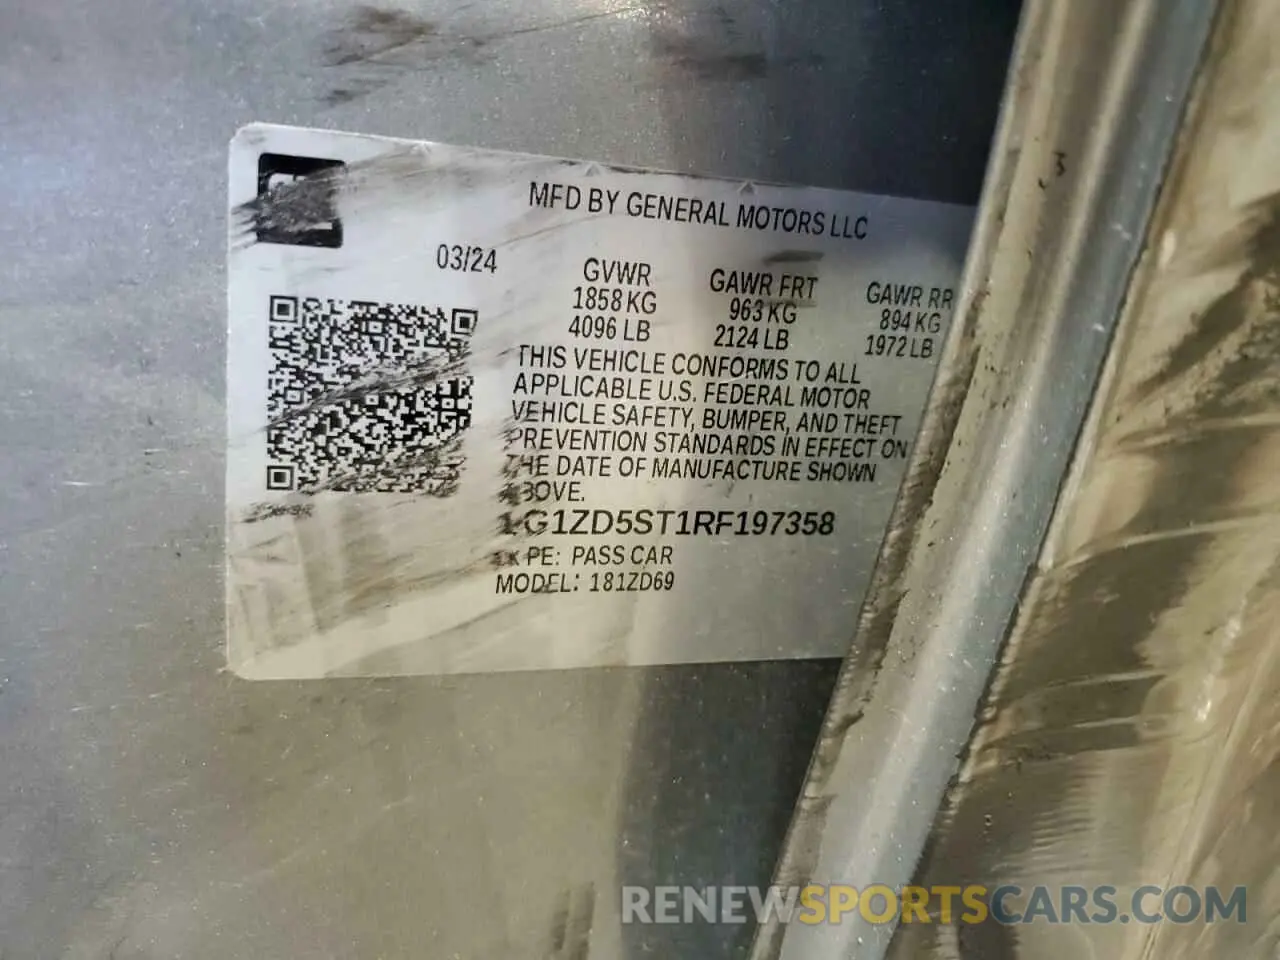 MFD BY GENERAL MOTORS LLC
03/24
GVWR GAWR FRT GAWR RR
1858 KG 963 KG 894 KG
4096 LB 2124 LB 1972 LB
THIS VEHICLE CONFORMS TO ALL
APPLICABLE U.S. FEDERAL MOTOR
VEHICLE SAFETY, BUMPER, AND THEFT
PREVENTION STANDARDS IN EFFECT ON
THE DATE OF MANUFACTURE SHOWN
ABOVE.
1G1ZD5ST1RF197358
TYPE: PASS CAR
MODEL: 181ZD69
RENEWSPORTSCARS.COM